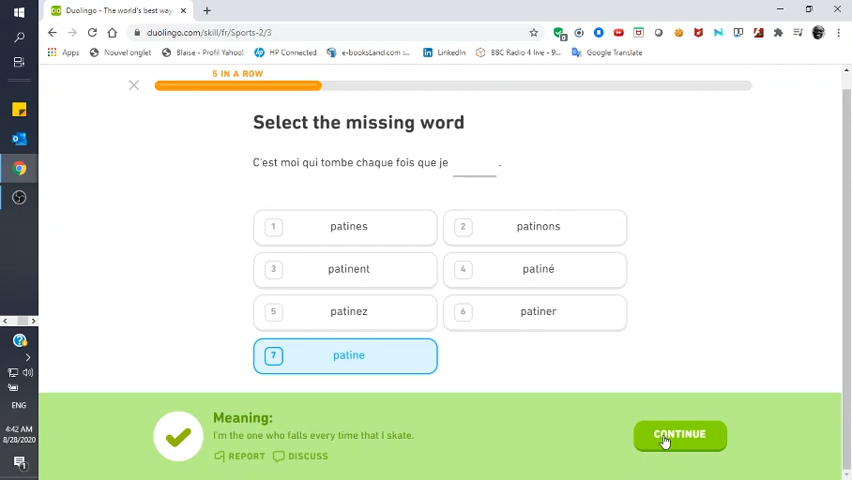 Duolingo - The world's best way
duolingo.com/skill/fr/Sports-2/3
Apps
Nouvel onglet
Blaise - Profil Yahoo!
HP Connected
e-booksLand.com :...
LinkedIn
BBC Radio 4 live - 9...
Google Translate
5 IN A ROW
Select the missing word
C'est moi qui tombe chaque fois que je ______ .
1 patines
2 patinons
3 patinent
4 patiné
5 patinez
6 patiner
7 patine
Meaning:
I'm the one who falls every time that I skate.
REPORT DISCUSS
CONTINUE
ENG
4:42 AM
8/28/2020